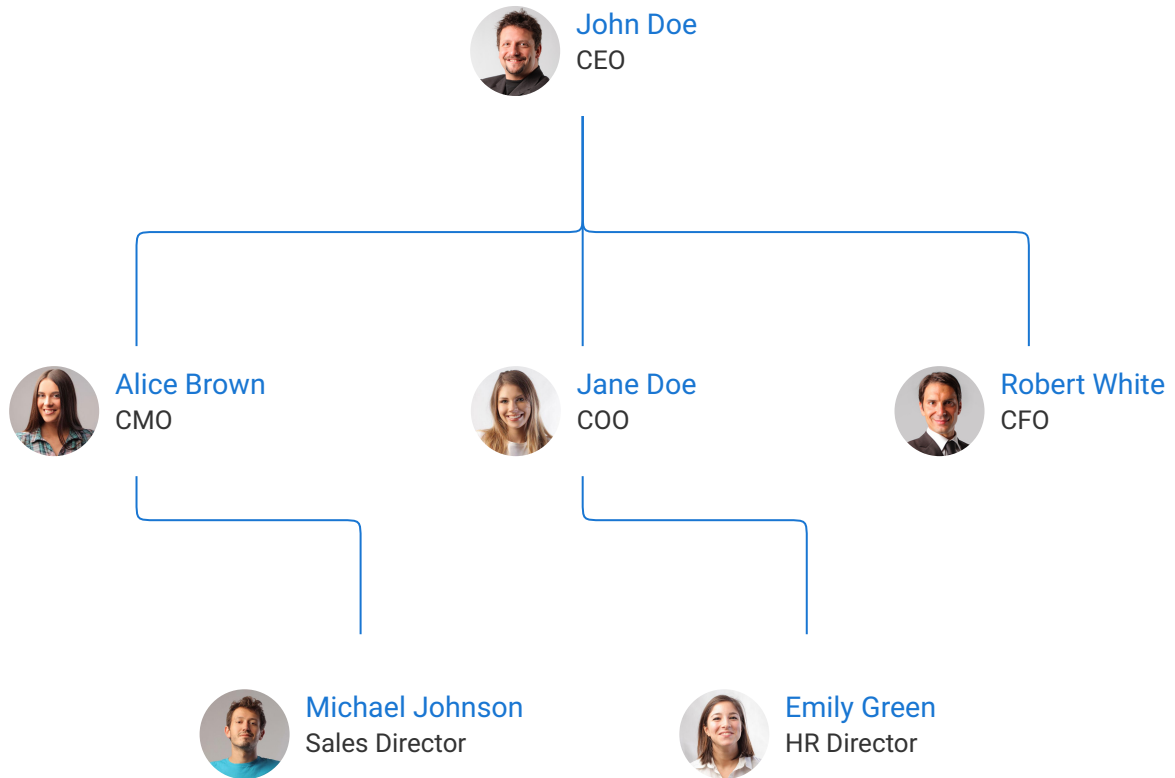 John Doe
CEO
Alice Brown
CMO
Jane Doe
COO
Robert White
CFO
Michael Johnson
Sales Director
Emily Green
HR Director